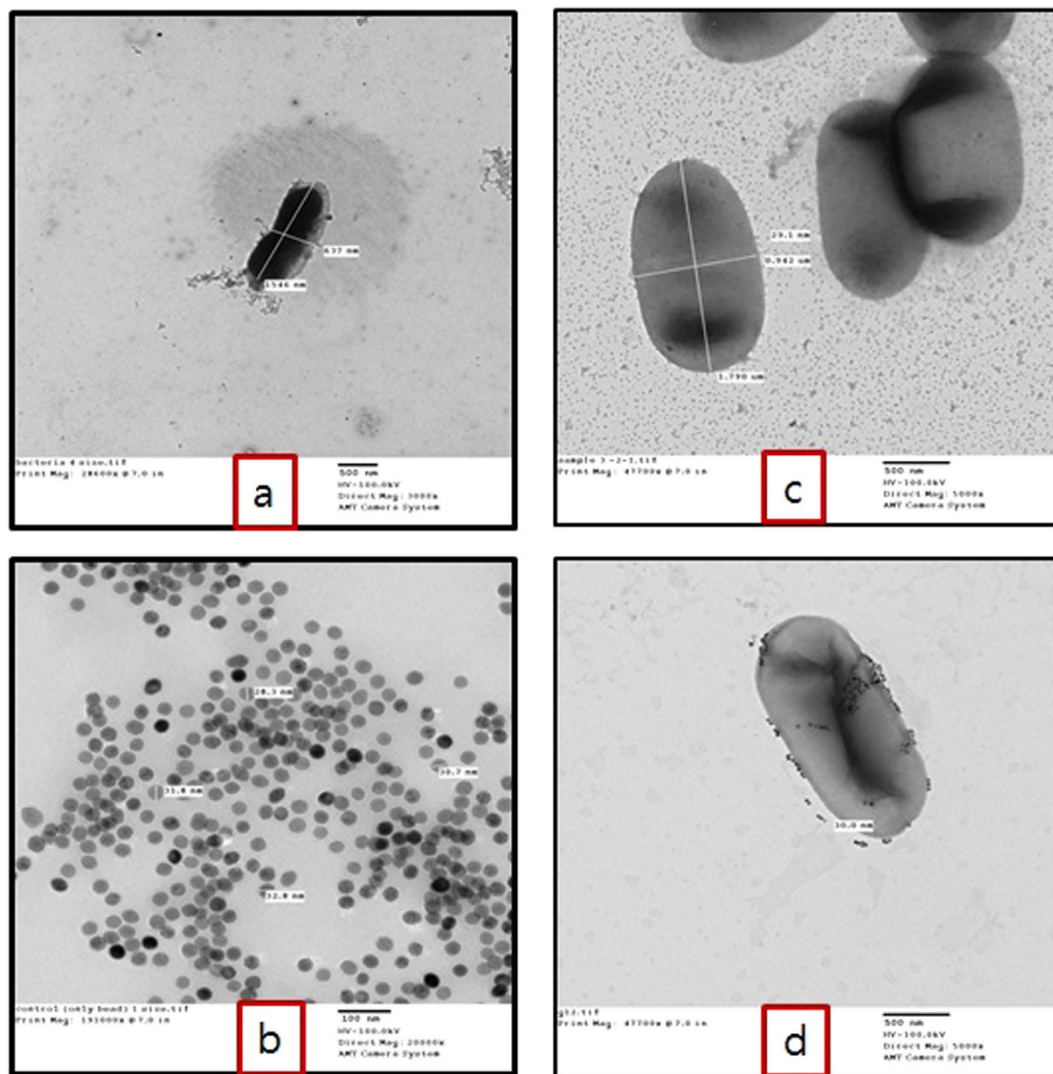 637 nm
1546 nm
bacteria 4 size.tif
Print Mag: 28600x @ 7.0 in
500 nm
HV=100.0kV
Direct Mag: 3000x
AMT Camera System
a
29.1 nm
0.942 um
1.790 um
sample 3 -2-1.tif
Print Mag: 47700x @ 7.0 in
500 nm
HV=100.0kV
Direct Mag: 5000x
AMT Camera System
c
28.3 nm
30.7 nm
31.8 nm
32.8 nm
control (only bead) 1 size.tif
Print Mag: 191000x @ 7.0 in
100 nm
HV=100.0kV
Direct Mag: 20000x
AMT Camera System
b
30.0 nm
Print Mag: 47700x @ 7.0 in
500 nm
HV=100.0kV
Direct Mag: 5000x
AMT Camera System
d